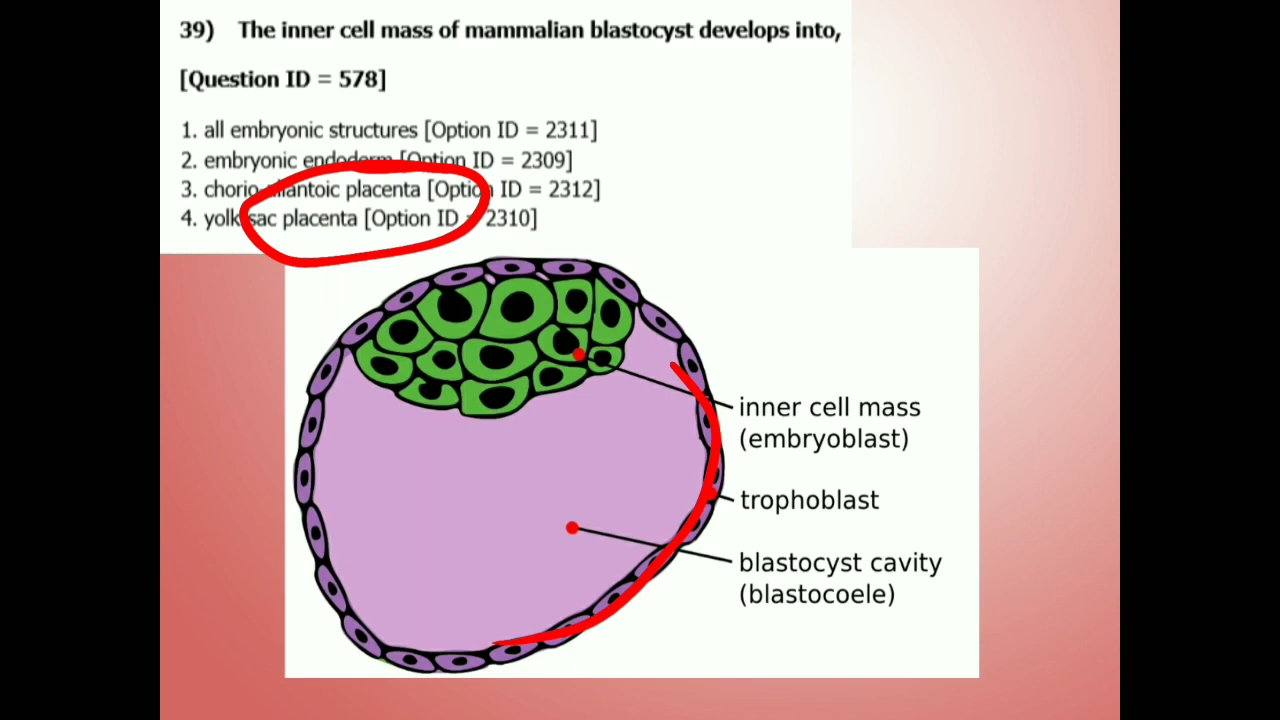 39) The inner cell mass of mammalian blastocyst develops into,
[Question ID = 578]
1. all embryonic structures [Option ID = 2311]
2. embryonic endoderm [Option ID = 2309]
3. chorio-allantoic placenta [Option ID = 2312]
4. yolk sac placenta [Option ID = 2310]
inner cell mass
(embryoblast)
trophoblast
blastocyst cavity
(blastocoele)